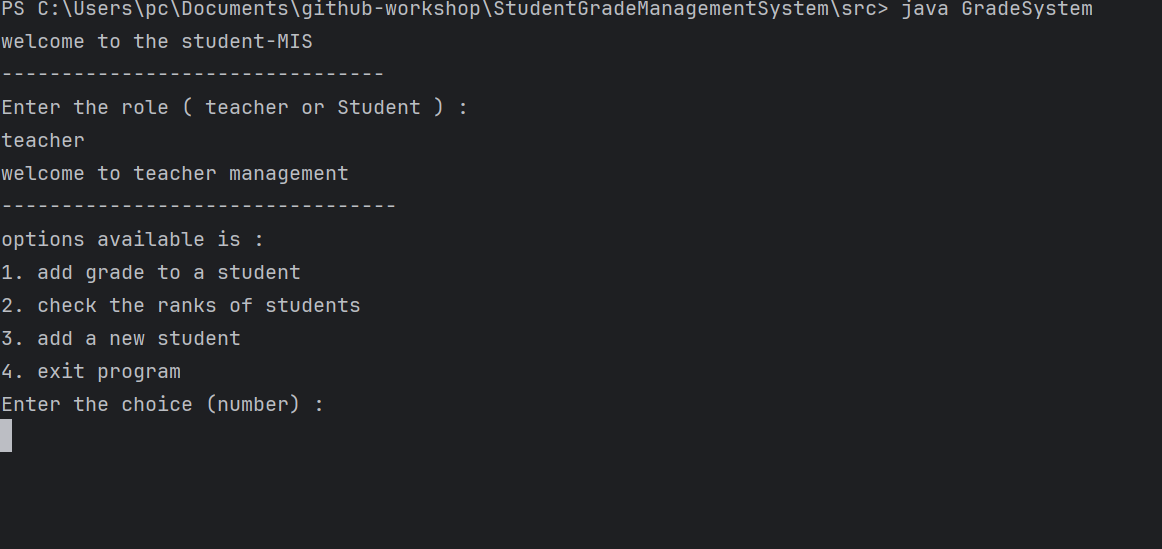 PS C:\Users\pc\Documents\github-workshop\StudentGradeManagementSystem\src> java GradeSystem
welcome to the student-MIS
--------------------------------
Enter the role ( teacher or Student ) :
teacher
welcome to teacher management
---------------------------------
options available is :
1. add grade to a student
2. check the ranks of students
3. add a new student
4. exit program
Enter the choice (number) :